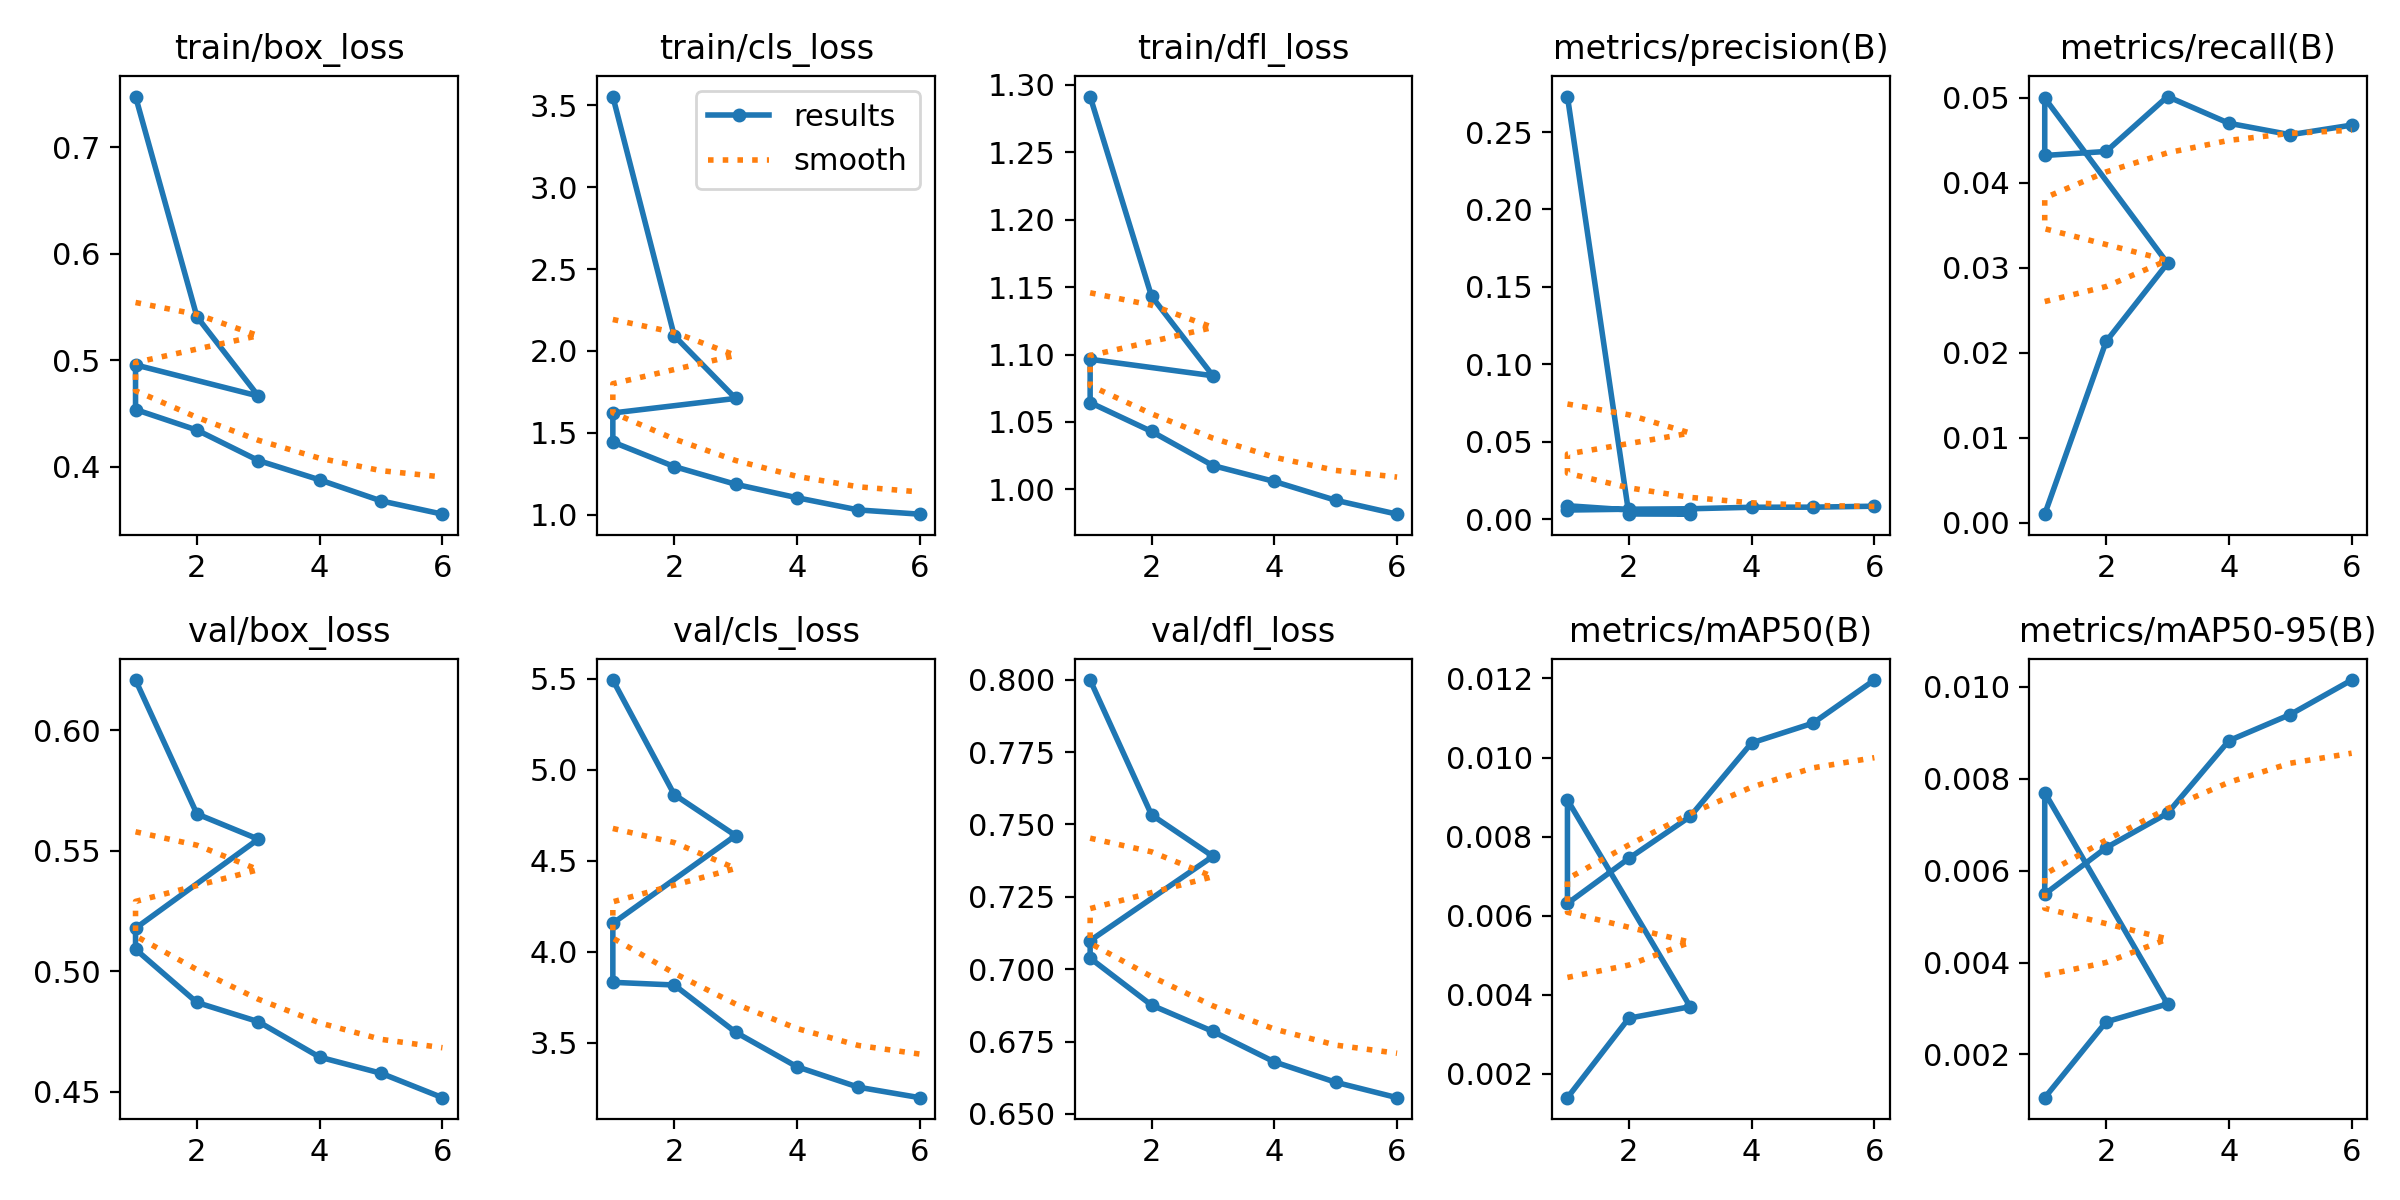 train/box_loss
train/cls_loss
train/dfl_loss
metrics/precision(B)
metrics/recall(B)
0.7
0.6
0.5
0.4
2 4 6
3.5
3.0
2.5
2.0
1.5
1.0
results
smooth
2 4 6
1.30
1.25
1.20
1.15
1.10
1.05
1.00
2 4 6
0.25
0.20
0.15
0.10
0.05
0.00
2 4 6
0.05
0.04
0.03
0.02
0.01
0.00
2 4 6
val/box_loss
val/cls_loss
val/dfl_loss
metrics/mAP50(B)
metrics/mAP50-95(B)
0.60
0.55
0.50
0.45
2 4 6
5.5
5.0
4.5
4.0
3.5
2 4 6
0.800
0.775
0.750
0.725
0.700
0.675
0.650
2 4 6
0.012
0.010
0.008
0.006
0.004
0.002
2 4 6
0.010
0.008
0.006
0.004
0.002
2 4 6